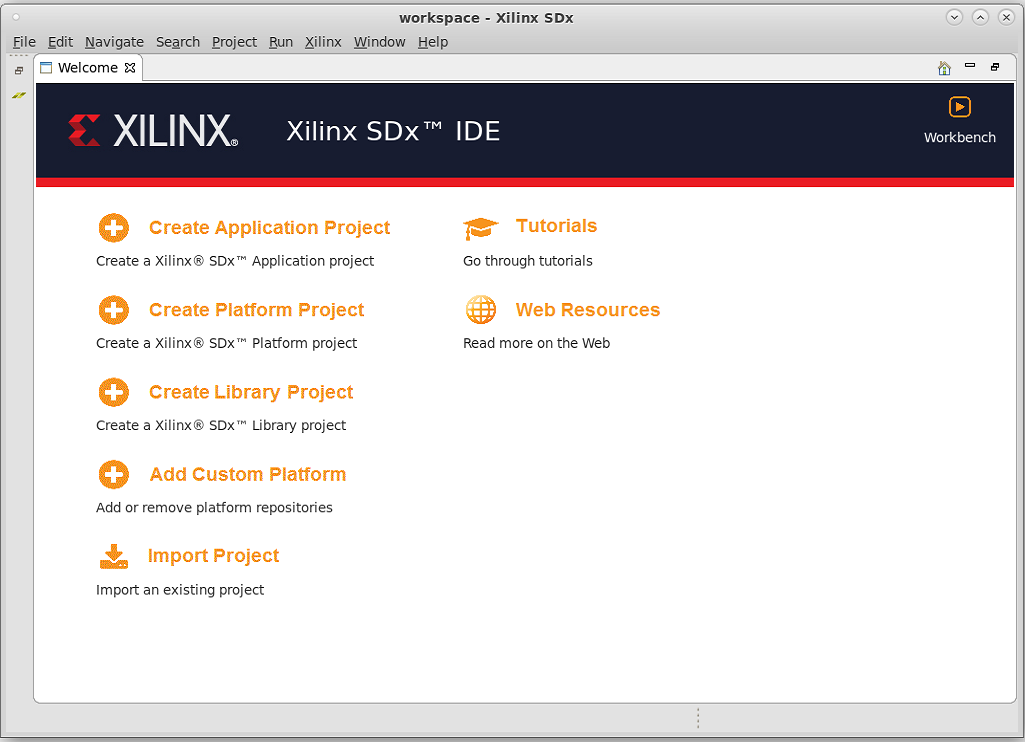 workspace - Xilinx SDx
File Edit Navigate Search Project Run Xilinx Window Help
Welcome
XILINX® Xilinx SDx™ IDE
Workbench
Create Application Project
Create a Xilinx® SDx™ Application project
Create Platform Project
Create a Xilinx® SDx™ Platform project
Create Library Project
Create a Xilinx® SDx™ Library project
Add Custom Platform
Add or remove platform repositories
Import Project
Import an existing project
Tutorials
Go through tutorials
Web Resources
Read more on the Web